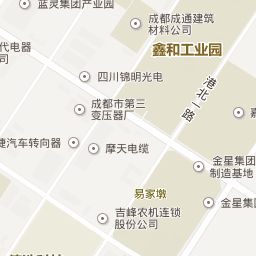 蓝灵集团产业园
成都成通建筑
材料公司
代电器
司
鑫和工业园
四川锦明光电
港北一路
成都市第三
变压器厂
捷汽车转向器
摩天电缆
金星集团
制造基地
易家墩
金星集团
吉峰农机连锁
股份公司